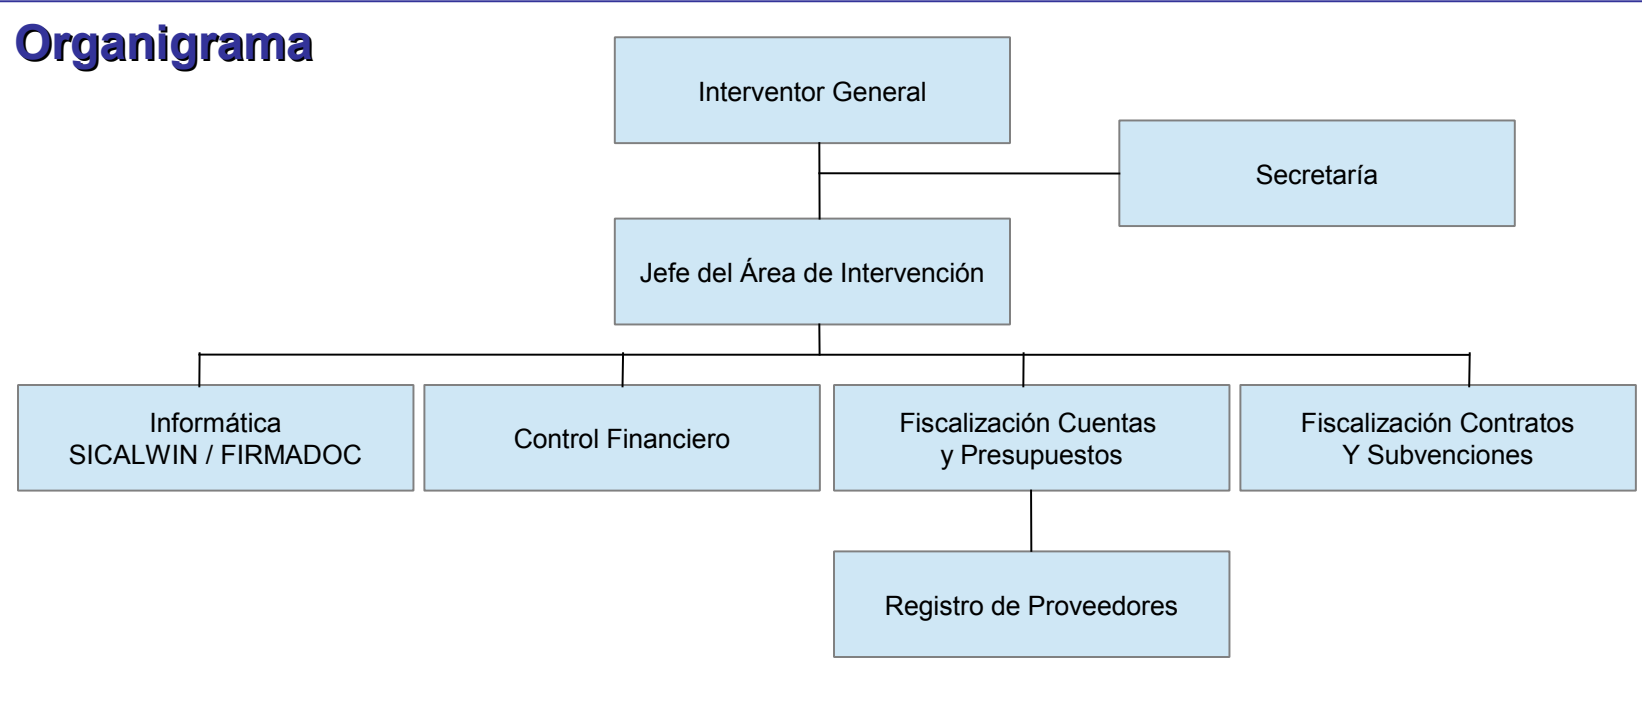 Organigrama
Interventor General
Secretaría
Jefe del Área de Intervención
Informática
SICALWIN / FIRMADOC
Control Financiero
Fiscalización Cuentas
y Presupuestos
Fiscalización Contratos
Y Subvenciones
Registro de Proveedores